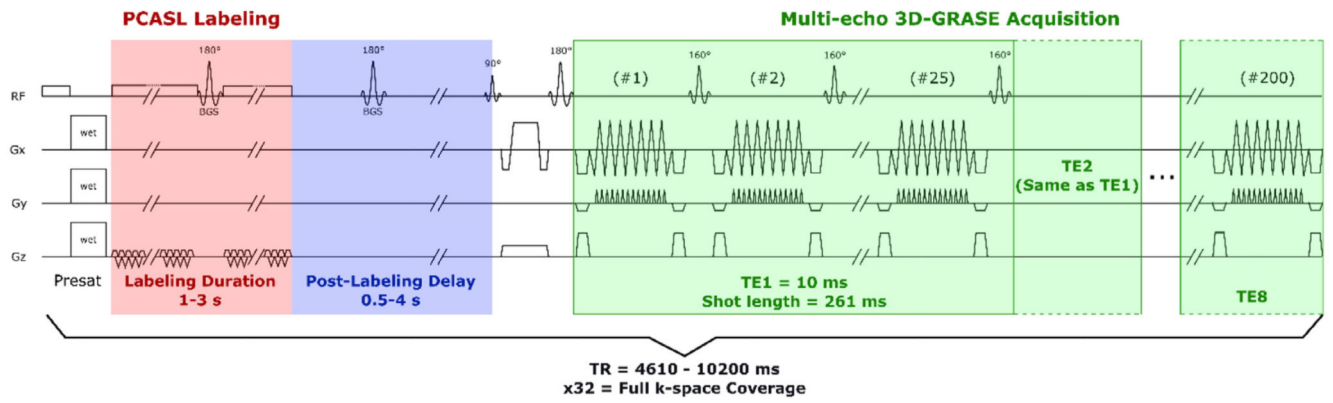 PCASL Labeling
Multi-echo 3D-GRASE Acquisition
180°
180°
90°
180°
160°
160°
160°
(#1)
(#2)
(#25)
(#200)
RF
BGS
BGS
wet
Gx
TE2
(Same as TE1)
...
wet
Gy
wet
Gz
Presat
Labeling Duration
1-3 s
Post-Labeling Delay
0.5-4 s
TE1 = 10 ms
Shot length = 261 ms
TE8
TR = 4610 - 10200 ms
x32 = Full k-space Coverage